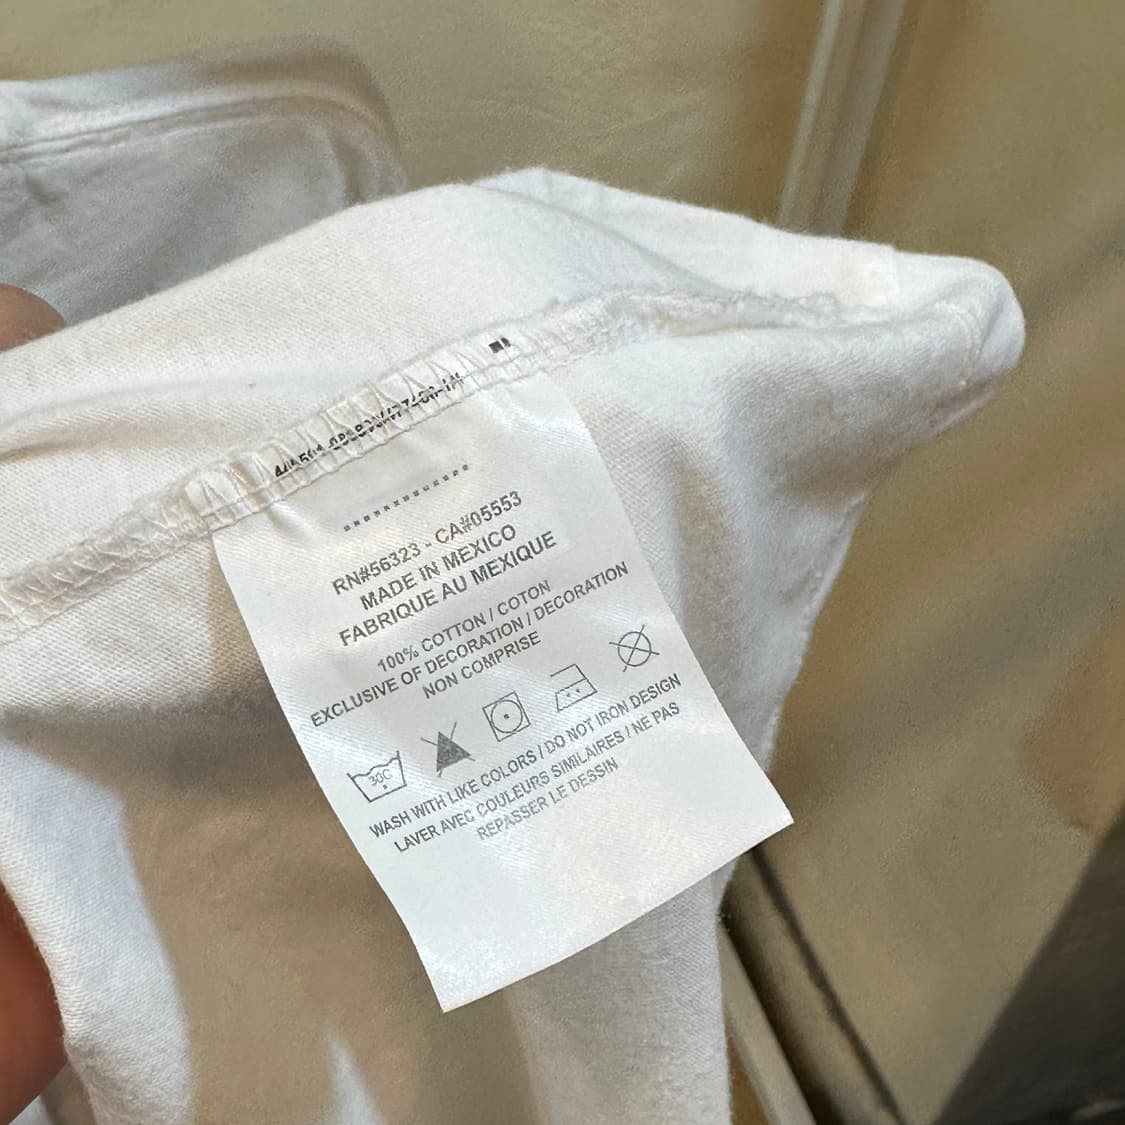 RN#56323 - CA#05553
MADE IN MEXICO
FABRIQUE AU MEXIQUE
100% COTTON / COTON
EXCLUSIVE OF DECORATION / DECORATION
NON COMPRISE
30C
WASH WITH LIKE COLORS / DO NOT IRON DESIGN
LAVER AVEC COULEURS SIMILAIRES / NE PAS
REPASSER LE DESSIN